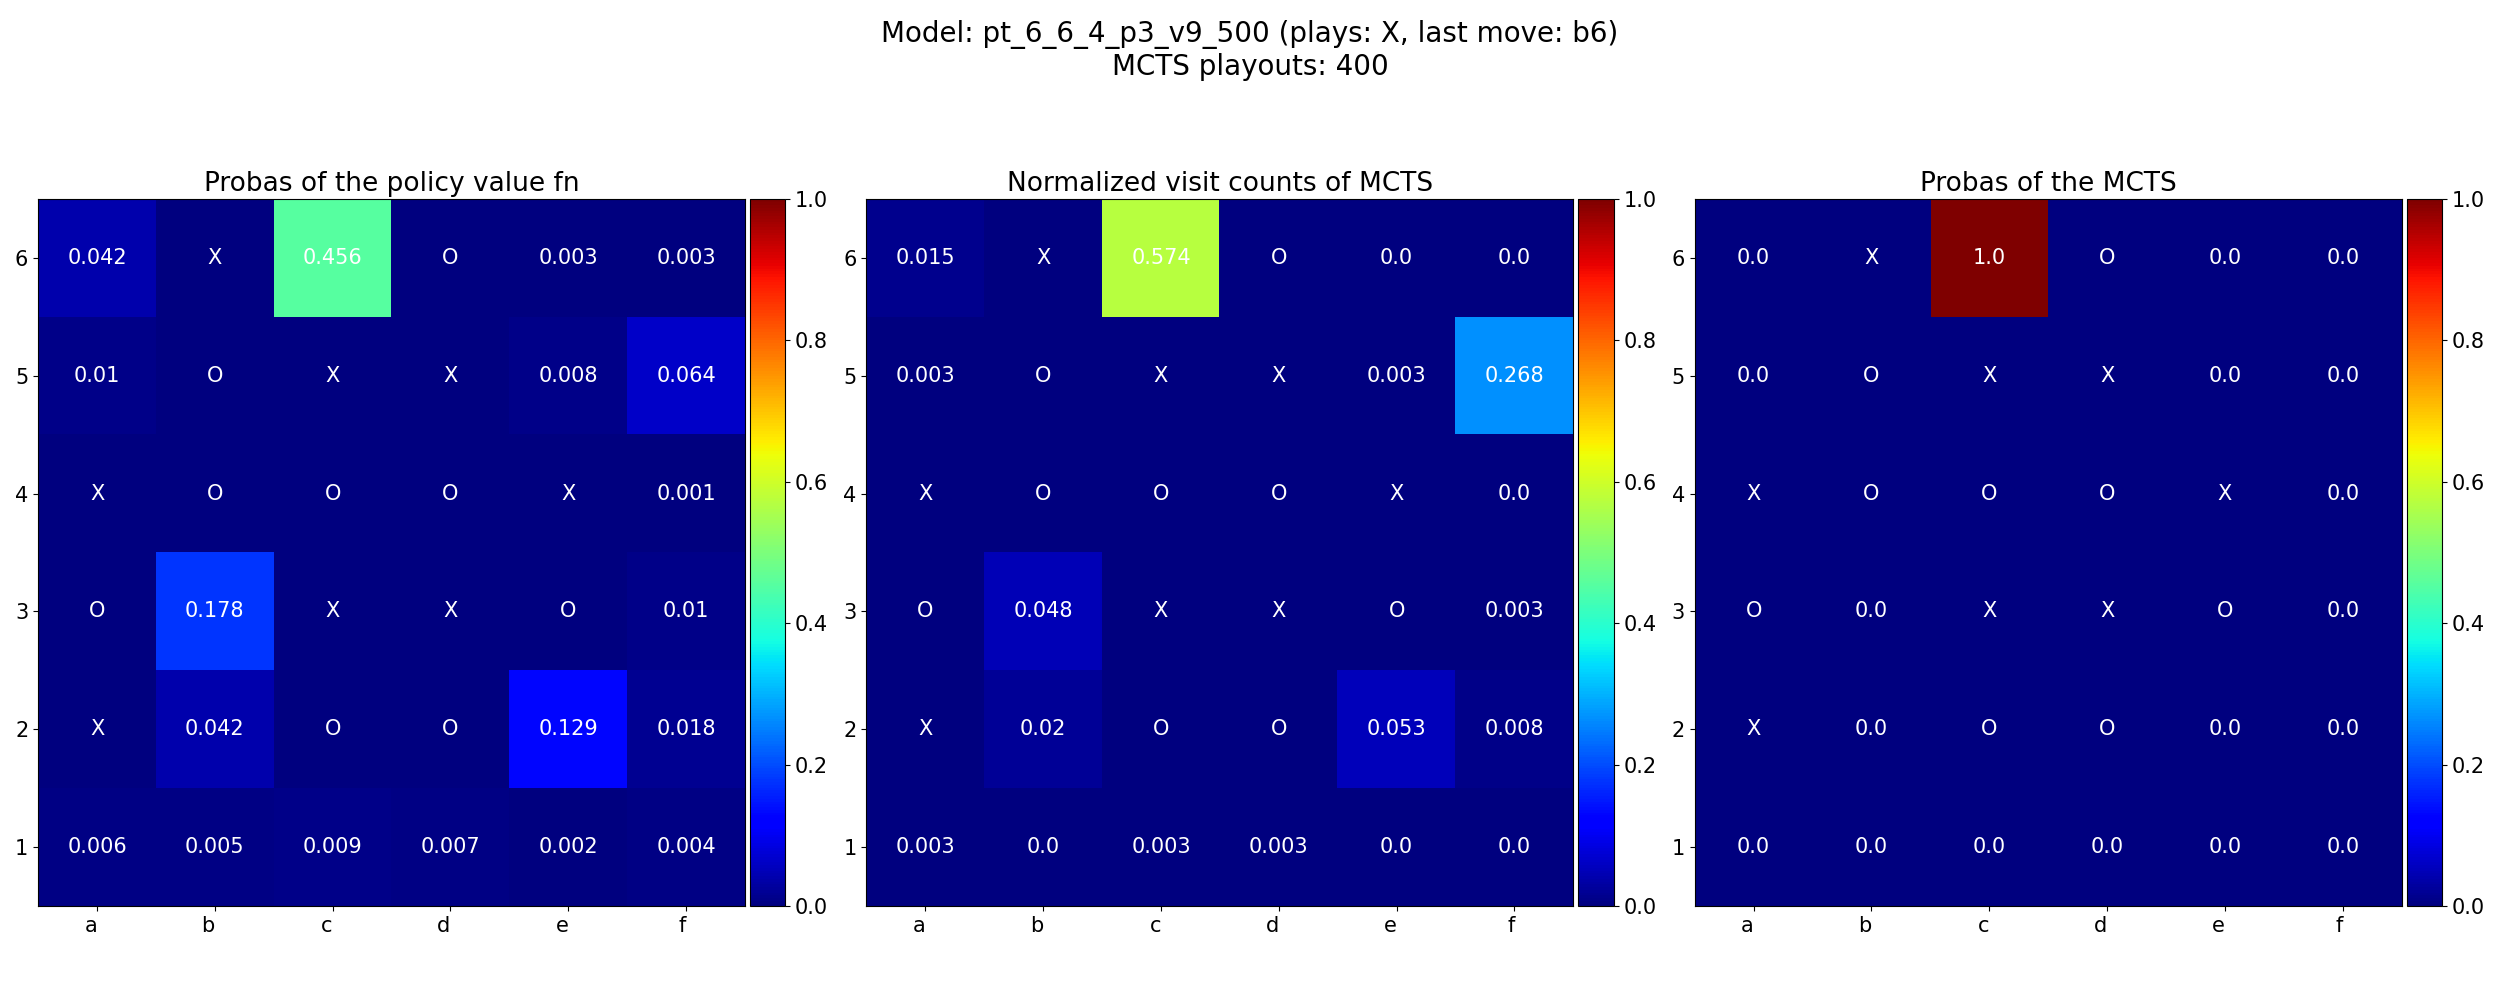 Model: pt_6_6_4_p3_v9_500 (plays: X, last move: b6)
MCTS playouts: 400
Probas of the policy value fn
1.0
6 0.042 X 0.456 O 0.003 0.003
0.8
5 0.01 O X X 0.008 0.064
0.6
4 X O O O X 0.001
0.4
3 O 0.178 X X O 0.01
2 X 0.042 O O 0.129 0.018
0.2
1 0.006 0.005 0.009 0.007 0.002 0.004
0.0
a b c d e f
Normalized visit counts of MCTS
1.0
6 0.015 X 0.574 O 0.0 0.0
0.8
5 0.003 O X X 0.003 0.268
0.6
4 X O O O X 0.0
0.4
3 O 0.048 X X O 0.003
2 X 0.02 O O 0.053 0.008
0.2
1 0.003 0.0 0.003 0.003 0.0 0.0
0.0
a b c d e f
Probas of the MCTS
1.0
6 0.0 X 1.0 O 0.0 0.0
0.8
5 0.0 O X X 0.0 0.0
0.6
4 X O O O X 0.0
0.4
3 O 0.0 X X O 0.0
2 X 0.0 O O 0.0 0.0
0.2
1 0.0 0.0 0.0 0.0 0.0 0.0
0.0
a b c d e f